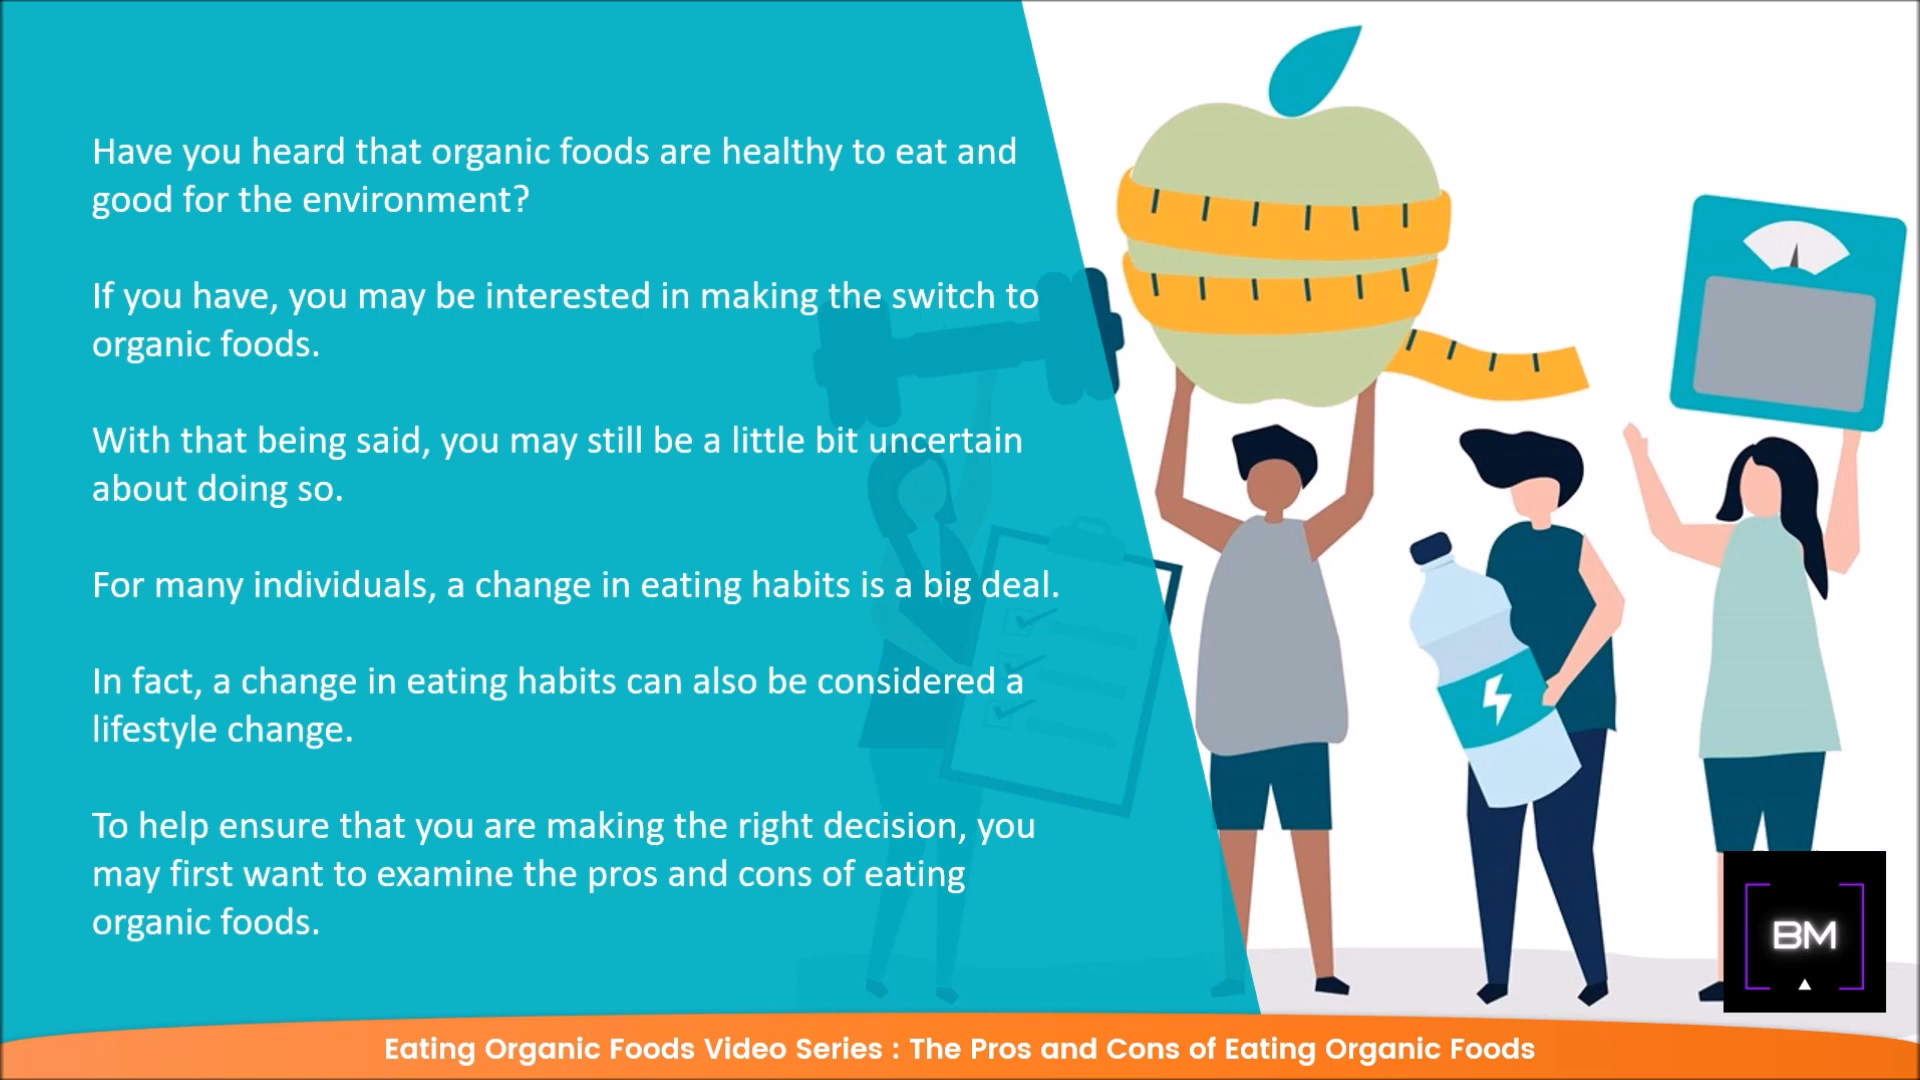 Have you heard that organic foods are healthy to eat and
good for the environment?
If you have, you may be interested in making the switch to
organic foods.
With that being said, you may still be a little bit uncertain
about doing so.
For many individuals, a change in eating habits is a big deal.
In fact, a change in eating habits can also be considered a
lifestyle change.
To help ensure that you are making the right decision, you
may first want to examine the pros and cons of eating
organic foods.
BM
Eating Organic Foods Video Series : The Pros and Cons of Eating Organic Foods